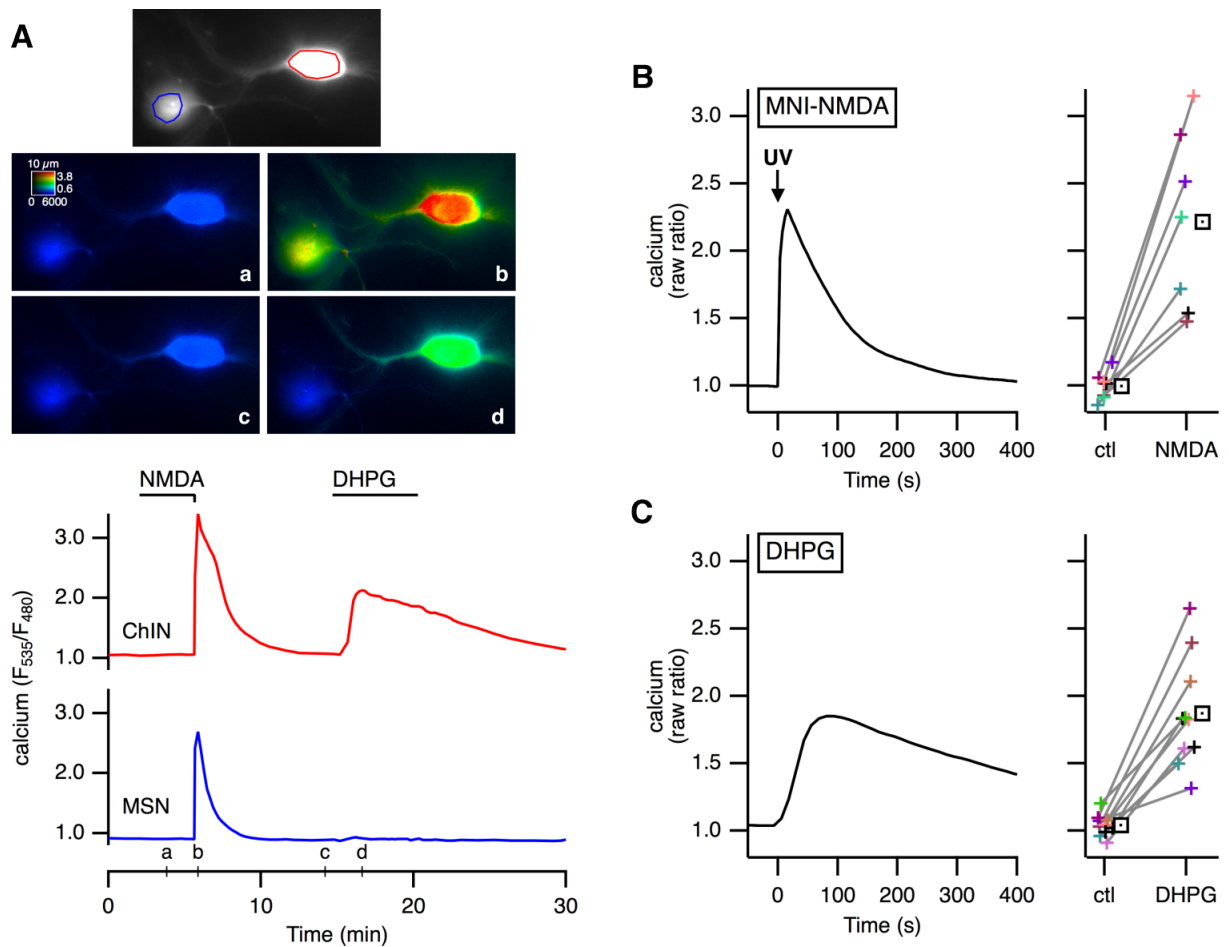 A
10 µm
3.8
0.6
0 6000
a
b
c
d
NMDA
DHPG
calcium (F535/F480)
3.0
2.0
1.0
ChIN
3.0
2.0
1.0
MSN
a b c d
0 10 20 30
Time (min)
B
calcium
(raw ratio)
3.0
2.5
2.0
1.5
1.0
MNI-NMDA
UV
0 100 200 300 400
Time (s)
ctl NMDA
C
calcium
(raw ratio)
3.0
2.5
2.0
1.5
1.0
DHPG
0 100 200 300 400
Time (s)
ctl DHPG